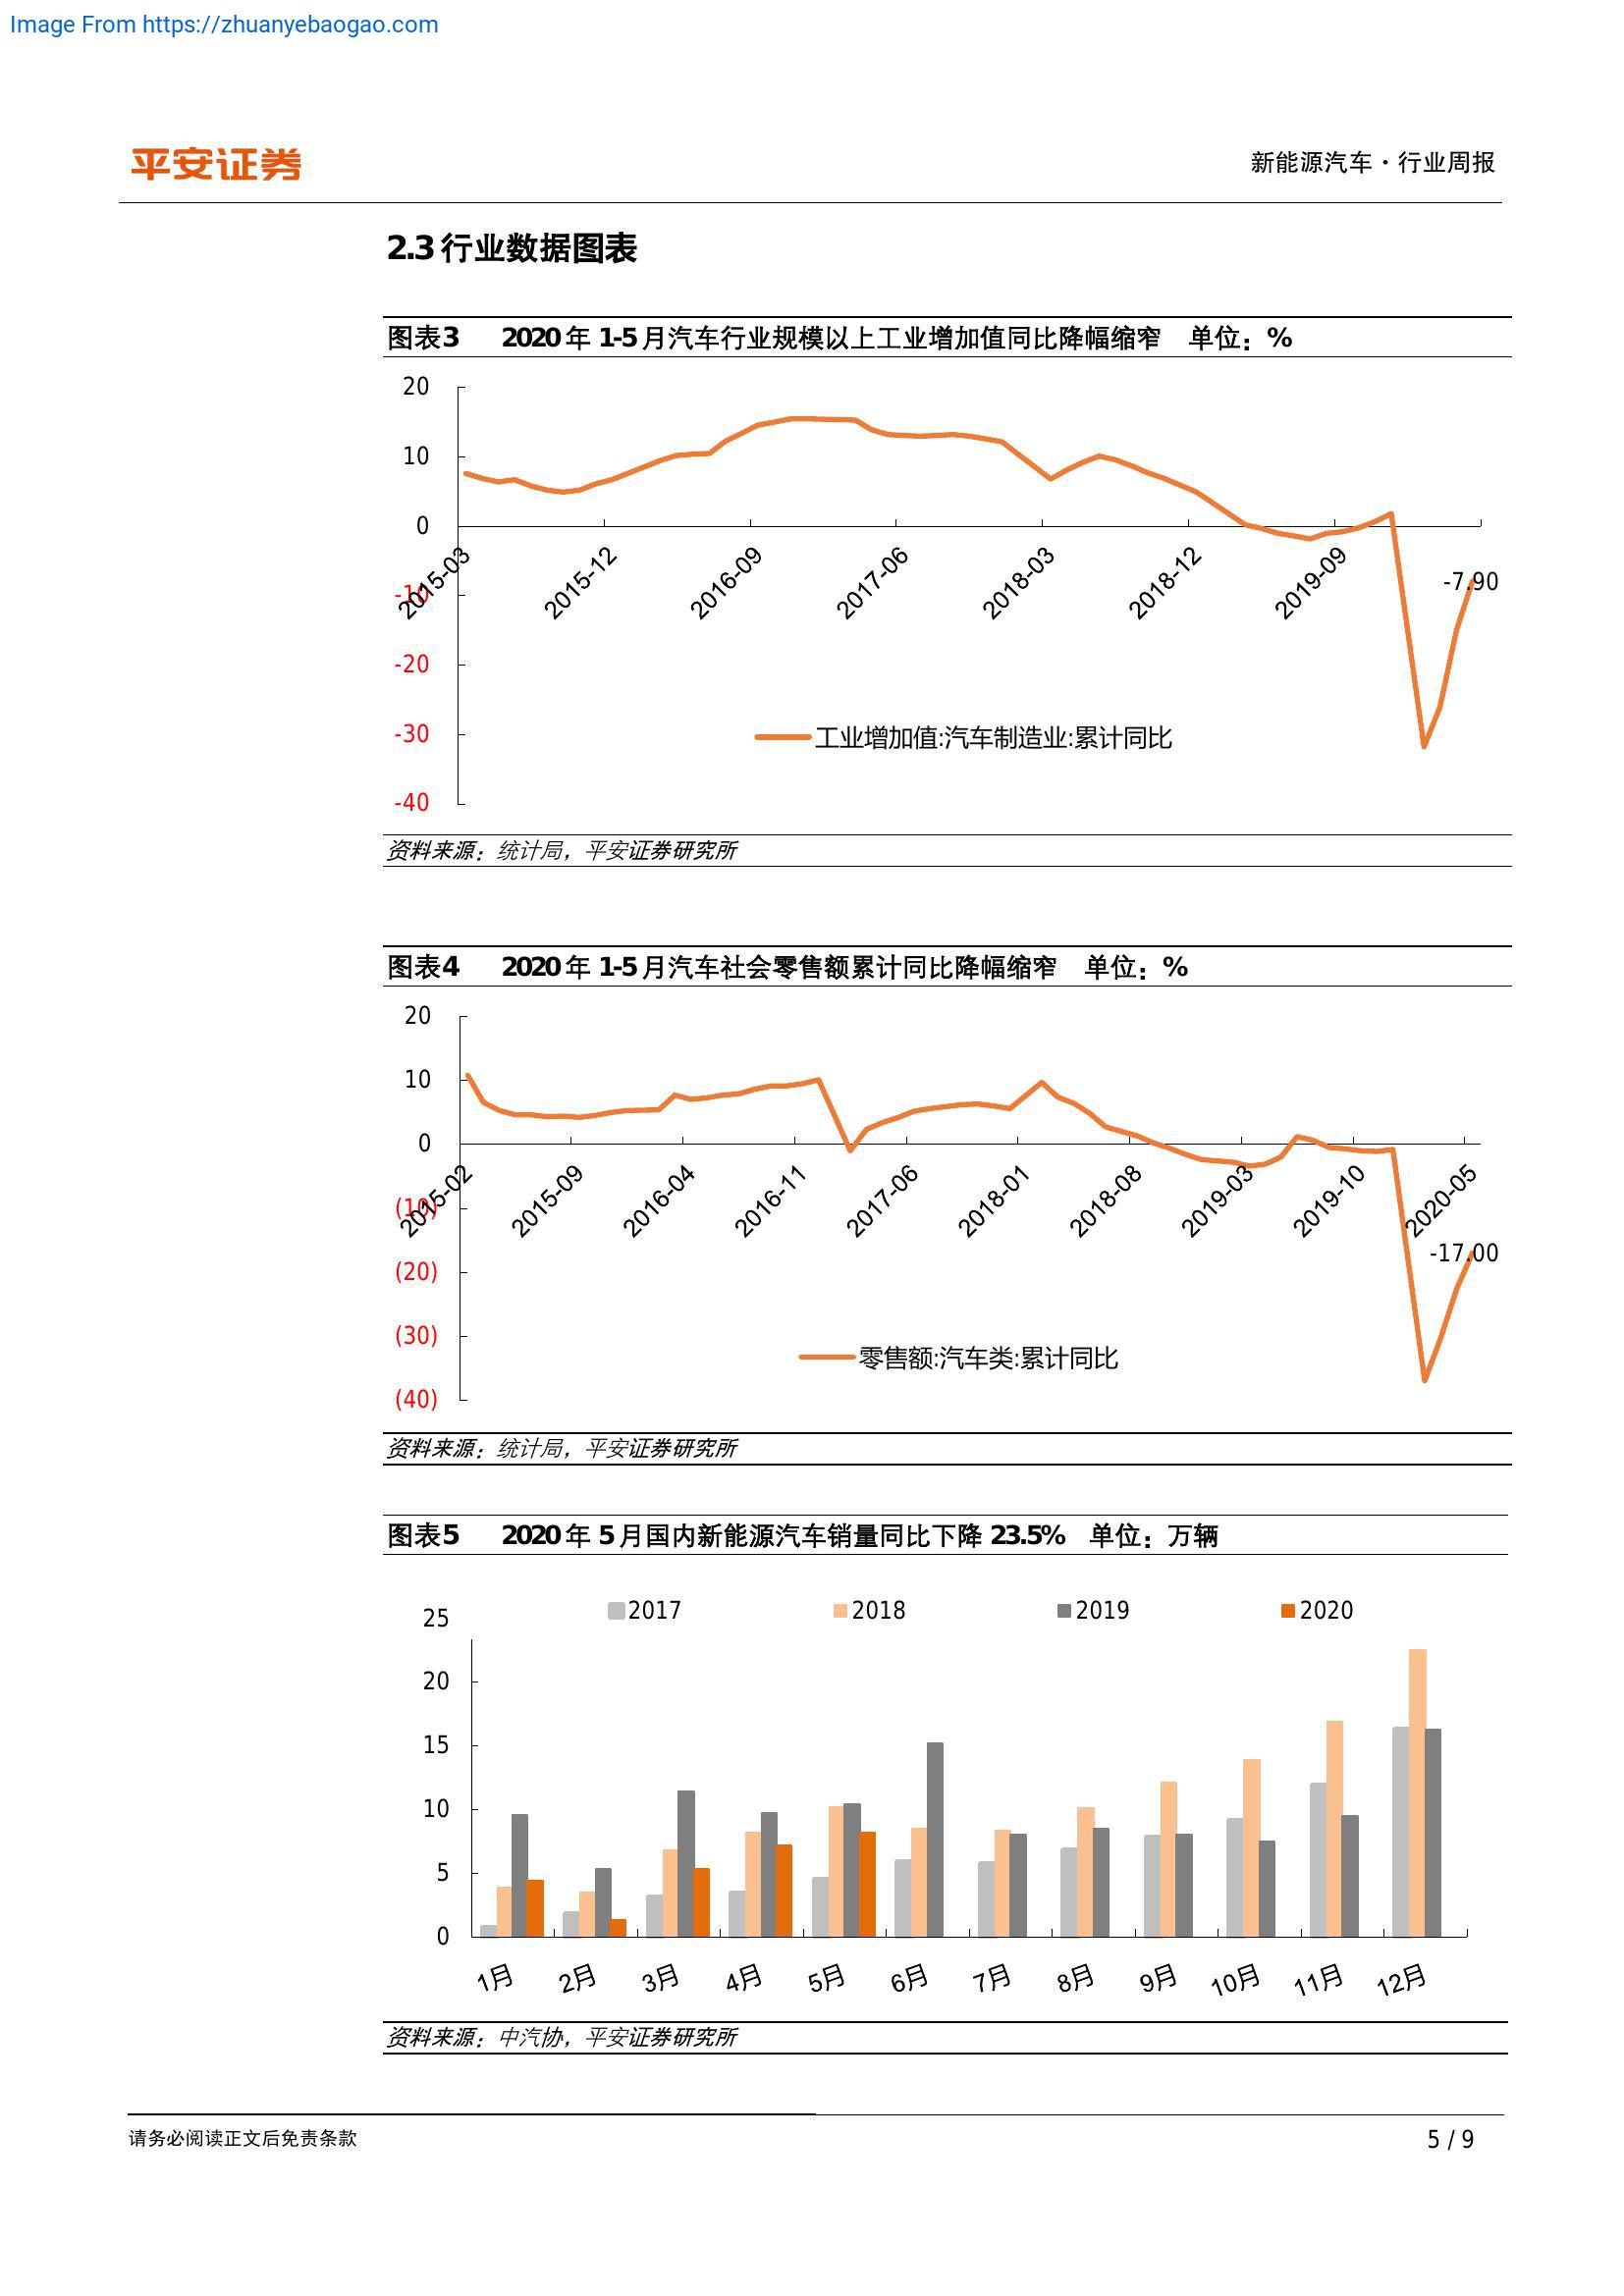 Image From https://zhuanyebaogao.com
平安证券
新能源汽车·行业周报
2.3 行业数据图表
图表3 2020 年 1-5 月汽车行业规模以上工业增加值同比降幅缩窄 单位：%
20
10
0
-10
-20
-30
-40
2015-03 2015-12 2016-09 2017-06 2018-03 2018-12 2019-09
-7.90
工业增加值:汽车制造业:累计同比
资料来源：统计局，平安证券研究所
图表4 2020 年 1-5 月汽车社会零售额累计同比降幅缩窄 单位：%
20
10
0
(10)
(20)
(30)
(40)
2015-02 2015-09 2016-04 2016-11 2017-06 2018-01 2018-08 2019-03 2019-10 2020-05
-17.00
零售额:汽车类:累计同比
资料来源：统计局，平安证券研究所
图表5 2020 年 5 月国内新能源汽车销量同比下降 23.5% 单位：万辆
2017 2018 2019 2020
25
20
15
10
5
0
1月 2月 3月 4月 5月 6月 7月 8月 9月 10月 11月 12月
资料来源：中汽协，平安证券研究所
请务必阅读正文后免责条款
5 / 9